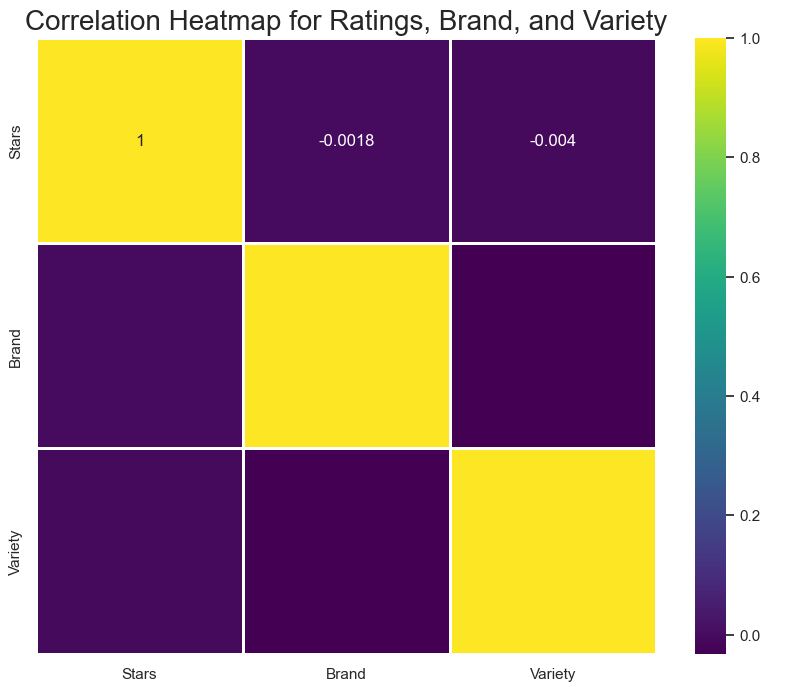 Correlation Heatmap for Ratings, Brand, and Variety
Stars
1
-0.0018
-0.004
Brand
Variety
Stars
Brand
Variety
1.0
0.8
0.6
0.4
0.2
0.0